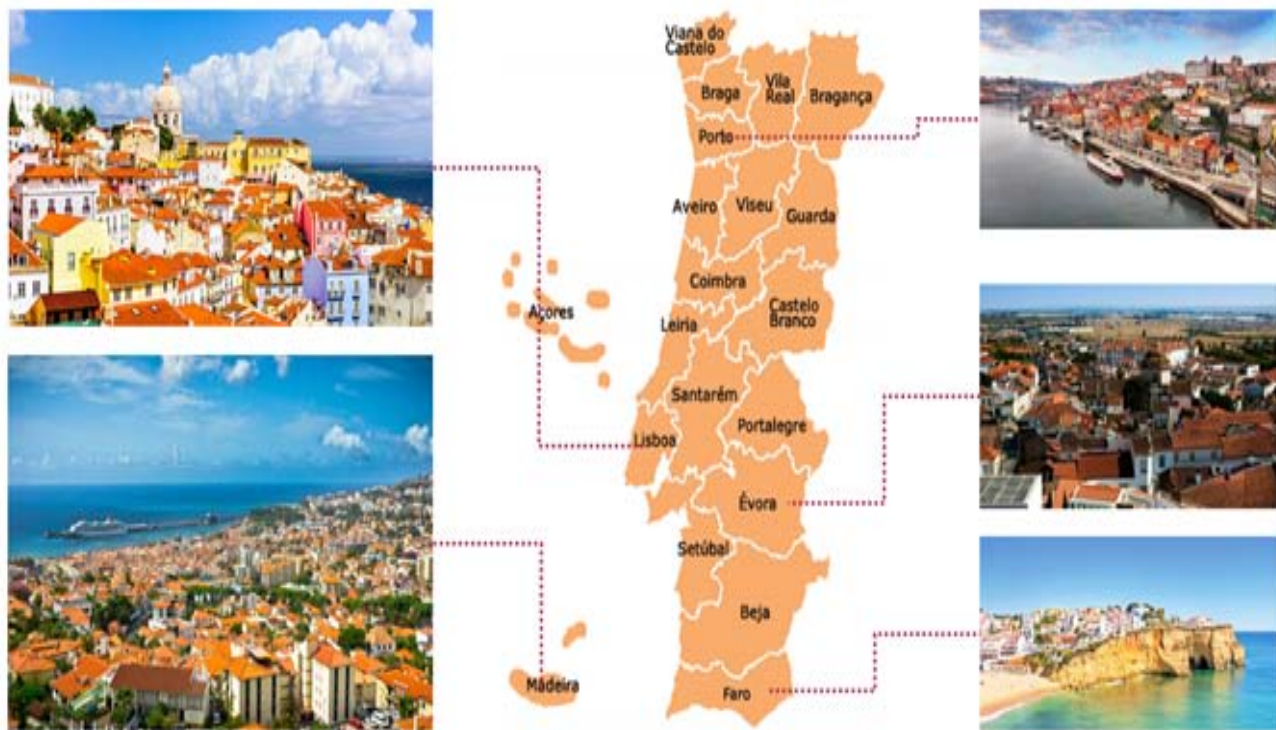 Viana do
Castelo
Braga
Vila
Real
Bragança
Porto
Aveiro
Viseu
Guarda
Coimbra
Castelo
Branco
Açores
Leiria
Santarém
Lisboa
Portalegre
Évora
Setúbal
Beja
Madeira
Faro